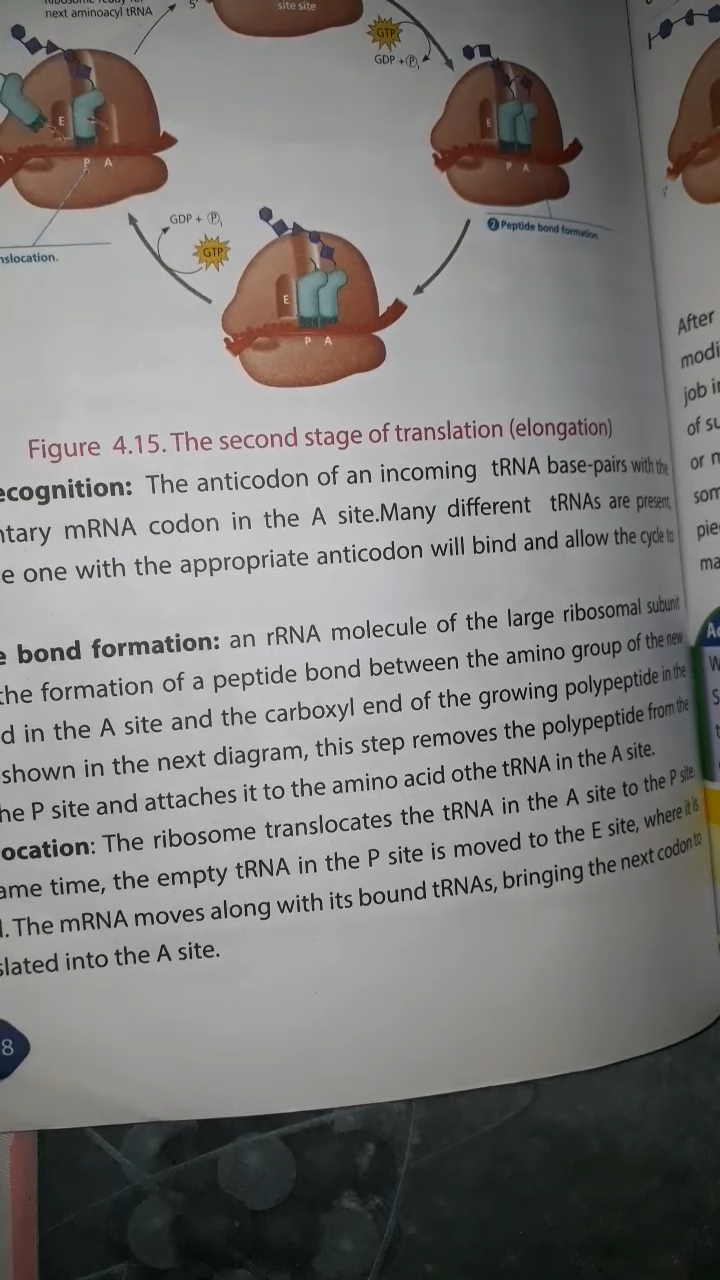 next aminoacyl tRNA
5'
site site
GTP
GDP + Pi
E
P A
E
P A
GDP + Pi
GTP
2 Peptide bond formation.
nslocation.
E
P A
Figure 4.15. The second stage of translation (elongation)
ecognition: The anticodon of an incoming tRNA base-pairs with the
ntary mRNA codon in the A site.Many different tRNAs are present,
e one with the appropriate anticodon will bind and allow the cycle to
e bond formation: an rRNA molecule of the large ribosomal subunit
the formation of a peptide bond between the amino group of the new
d in the A site and the carboxyl end of the growing polypeptide in the
shown in the next diagram, this step removes the polypeptide from the
he P site and attaches it to the amino acid othe tRNA in the A site.
ocation: The ribosome translocates the tRNA in the A site to the P site.
ame time, the empty tRNA in the P site is moved to the E site, where it is
. The mRNA moves along with its bound tRNAs, bringing the next codon to
slated into the A site.
8
After
modi
job in
of su
or
som
pie
ma